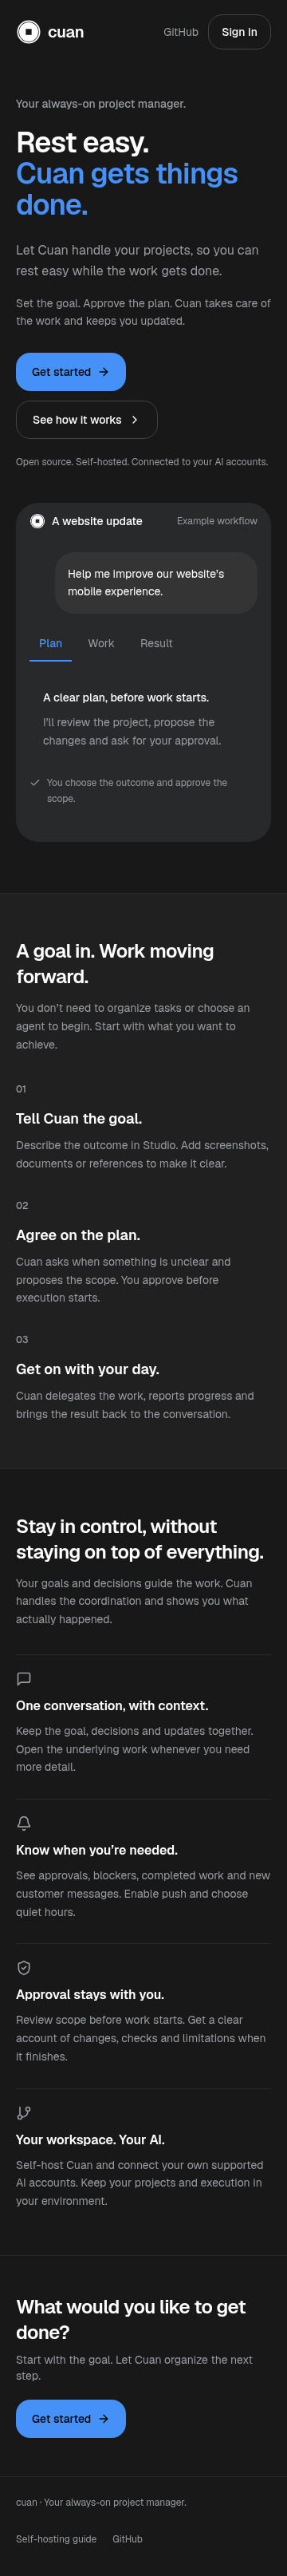 cuan
GitHub
Sign in
Your always-on project manager.
Rest easy.
Cuan gets things
done.
Let Cuan handle your projects, so you can
rest easy while the work gets done.
Set the goal. Approve the plan. Cuan takes care of
the work and keeps you updated.
Get started
See how it works
Open source. Self-hosted. Connected to your AI accounts.
A website update
Example workflow
Help me improve our website's
mobile experience.
Plan
Work
Result
A clear plan, before work starts.
I'll review the project, propose the
changes and ask for your approval.
You choose the outcome and approve the
scope.
A goal in. Work moving
forward.
You don't need to organize tasks or choose an
agent to begin. Start with what you want to
achieve.
01
Tell Cuan the goal.
Describe the outcome in Studio. Add screenshots,
documents or references to make it clear.
02
Agree on the plan.
Cuan asks when something is unclear and
proposes the scope. You approve before
execution starts.
03
Get on with your day.
Cuan delegates the work, reports progress and
brings the result back to the conversation.
Stay in control, without
staying on top of everything.
Your goals and decisions guide the work. Cuan
handles the coordination and shows you what
actually happened.
One conversation, with context.
Keep the goal, decisions and updates together.
Open the underlying work whenever you need
more detail.
Know when you're needed.
See approvals, blockers, completed work and new
customer messages. Enable push and choose
quiet hours.
Approval stays with you.
Review scope before work starts. Get a clear
account of changes, checks and limitations when
it finishes.
Your workspace. Your AI.
Self-host Cuan and connect your own supported
AI accounts. Keep your projects and execution in
your environment.
What would you like to get
done?
Start with the goal. Let Cuan organize the next
step.
Get started
cuan · Your always-on project manager.
Self-hosting guide
GitHub